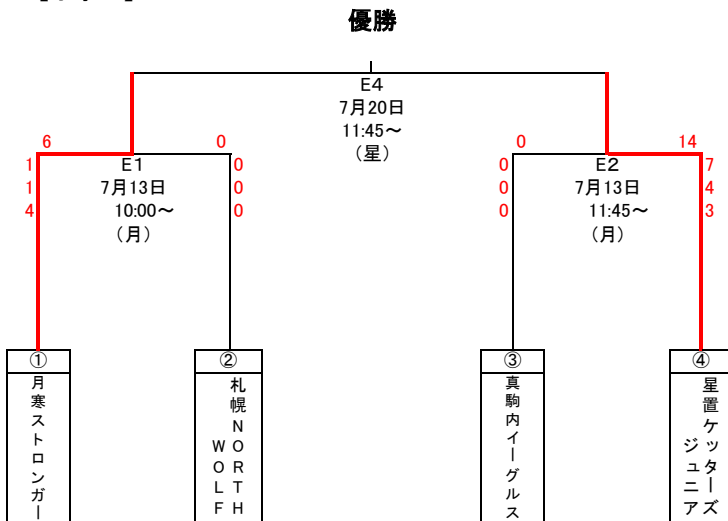 優勝
E4
7月20日
11:45～
（星）
6
0
0
14
1
1
4
E1
7月13日
10:00～
（月）
0
0
0
0
0
0
E2
7月13日
11:45～
（月）
7
4
3
①
②
③
④
月寒ストロンガー
札幌NORTH
WOLF
真駒内イーグルス
星置ケッターズ
ジュニア